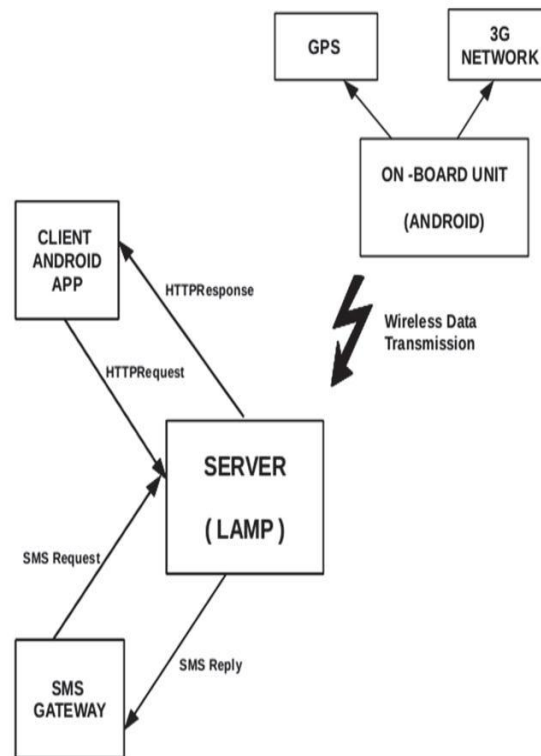 GPS
3G
NETWORK
ON -BOARD UNIT
(ANDROID)
CLIENT
ANDROID
APP
HTTPResponse
Wireless Data
Transmission
HTTPRequest
SERVER
( LAMP )
SMS Request
SMS Reply
SMS
GATEWAY